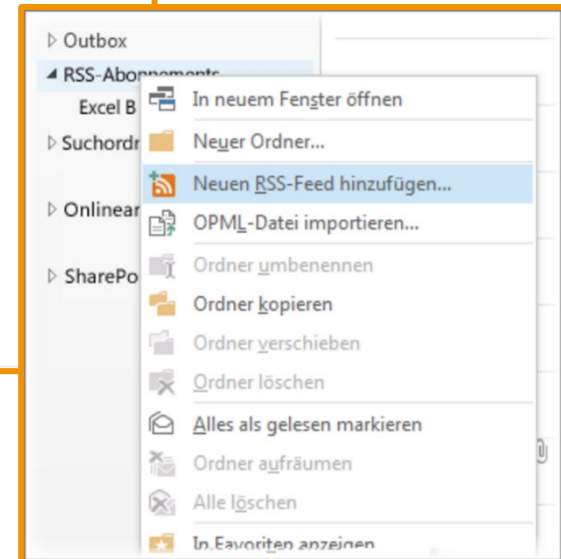 Outbox
RSS-Abonnements
Excel B
Suchordr
Onlinear
SharePo
In neuem Fenster öffnen
Neuer Ordner...
Neuen RSS-Feed hinzufügen...
OPML-Datei importieren...
Ordner umbenennen
Ordner kopieren
Ordner verschieben
Ordner löschen
Alles als gelesen markieren
Ordner aufräumen
Alle löschen
In Favoriten anzeigen